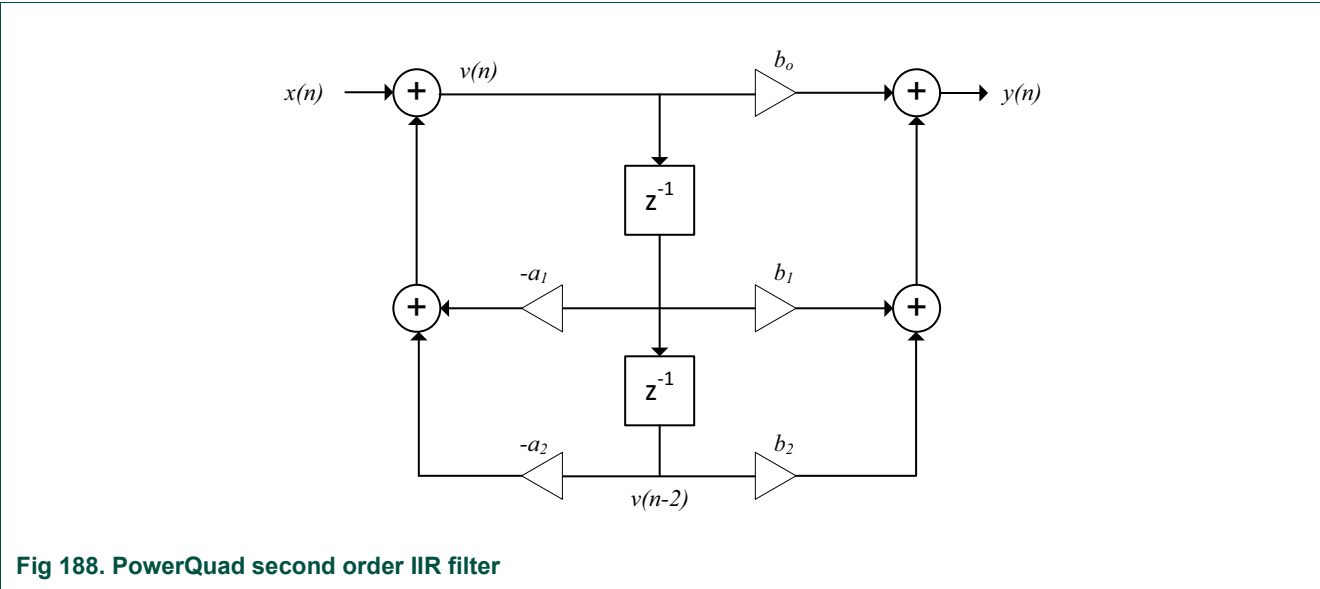 x(n) + v(n) bₒ + y(n)
z⁻¹
+ -a₁ b₁ +
z⁻¹
-a₂ b₂
v(n-2)
Fig 188. PowerQuad second order IIR filter